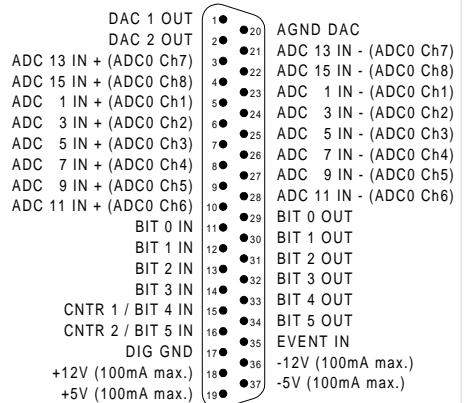 DAC 1 OUT 1
DAC 2 OUT 2
ADC 13 IN + (ADC0 Ch7) 3
ADC 15 IN + (ADC0 Ch8) 4
ADC 1 IN + (ADC0 Ch1) 5
ADC 3 IN + (ADC0 Ch2) 6
ADC 5 IN + (ADC0 Ch3) 7
ADC 7 IN + (ADC0 Ch4) 8
ADC 9 IN + (ADC0 Ch5) 9
ADC 11 IN + (ADC0 Ch6) 10
BIT 0 IN 11
BIT 1 IN 12
BIT 2 IN 13
BIT 3 IN 14
CNTR 1 / BIT 4 IN 15
CNTR 2 / BIT 5 IN 16
DIG GND 17
+12V (100mA max.) 18
+5V (100mA max.) 19
20 AGND DAC
21 ADC 13 IN - (ADC0 Ch7)
22 ADC 15 IN - (ADC0 Ch8)
23 ADC 1 IN - (ADC0 Ch1)
24 ADC 3 IN - (ADC0 Ch2)
25 ADC 5 IN - (ADC0 Ch3)
26 ADC 7 IN - (ADC0 Ch4)
27 ADC 9 IN - (ADC0 Ch5)
28 ADC 11 IN - (ADC0 Ch6)
29 BIT 0 OUT
30 BIT 1 OUT
31 BIT 2 OUT
32 BIT 3 OUT
33 BIT 4 OUT
34 BIT 5 OUT
35 EVENT IN
36 -12V (100mA max.)
37 -5V (100mA max.)